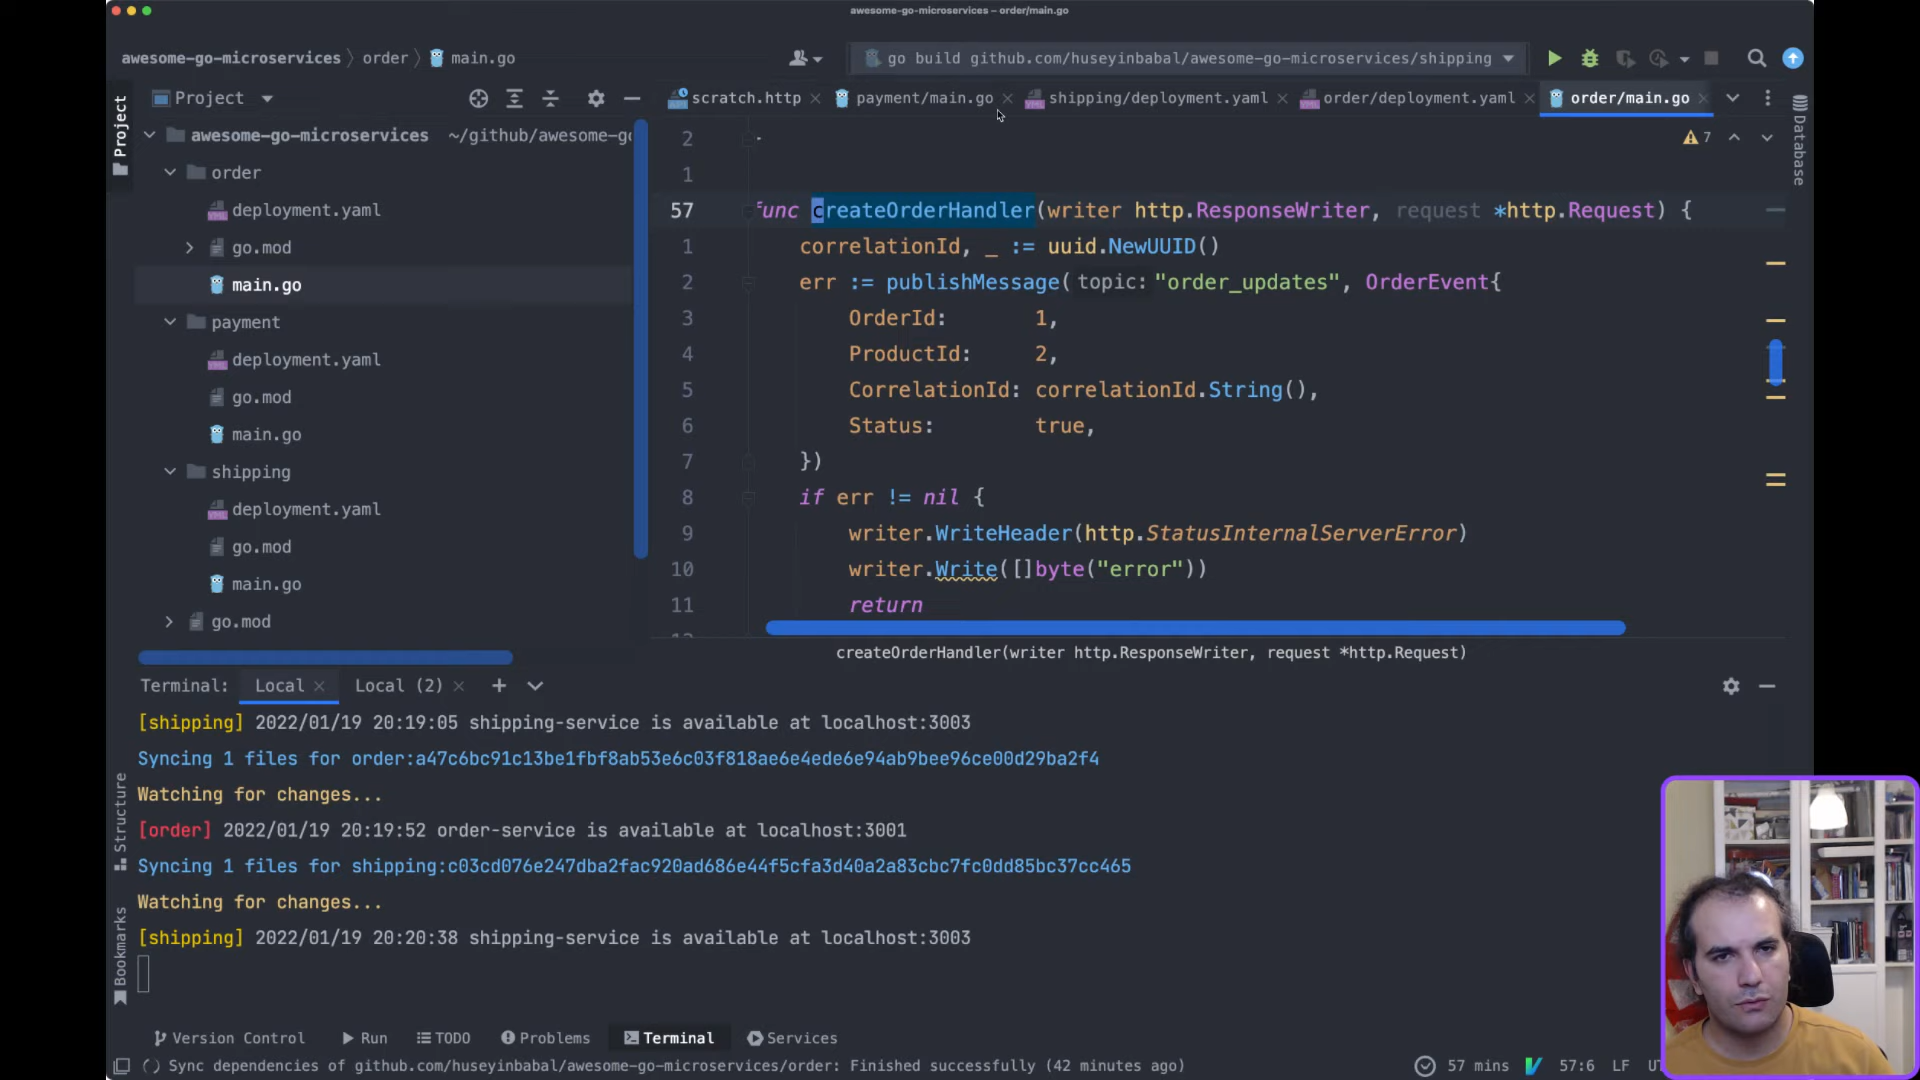 awesome-go-microservices – order/main.go
awesome-go-microservices 〉 order 〉 main.go
go build github.com/huseyinbabal/awesome-go-microservices/shipping
Project
scratch.http
payment/main.go
shipping/deployment.yaml
order/deployment.yaml
order/main.go
Project
Database
awesome-go-microservices ~/github/awesome-go
order
deployment.yaml
go.mod
main.go
payment
deployment.yaml
go.mod
main.go
shipping
deployment.yaml
go.mod
main.go
go.mod
7
2
1
57 func createOrderHandler(writer http.ResponseWriter, request *http.Request) {
1 correlationId, _ := uuid.NewUUID()
2 err := publishMessage( topic: "order_updates", OrderEvent{
3 OrderId: 1,
4 ProductId: 2,
5 CorrelationId: correlationId.String(),
6 Status: true,
7 })
8 if err != nil {
9 writer.WriteHeader(http.StatusInternalServerError)
10 writer.Write([]byte("error"))
11 return
createOrderHandler(writer http.ResponseWriter, request *http.Request)
Terminal: Local Local (2)
[shipping] 2022/01/19 20:19:05 shipping-service is available at localhost:3003
Syncing 1 files for order:a47c6bc91c13be1fbf8ab53e6c03f818ae6e4ede6e94ab9bee96ce00d29ba2f4
Watching for changes...
[order] 2022/01/19 20:19:52 order-service is available at localhost:3001
Syncing 1 files for shipping:c03cd076e247dba2fac920ad686e44f5cfa3d40a2a83cbc7fc0dd85bc37cc465
Watching for changes...
[shipping] 2022/01/19 20:20:38 shipping-service is available at localhost:3003
Structure
Bookmarks
Version Control Run TODO Problems Terminal Services
Sync dependencies of github.com/huseyinbabal/awesome-go-microservices/order: Finished successfully (42 minutes ago) 57 mins 57:6 LF